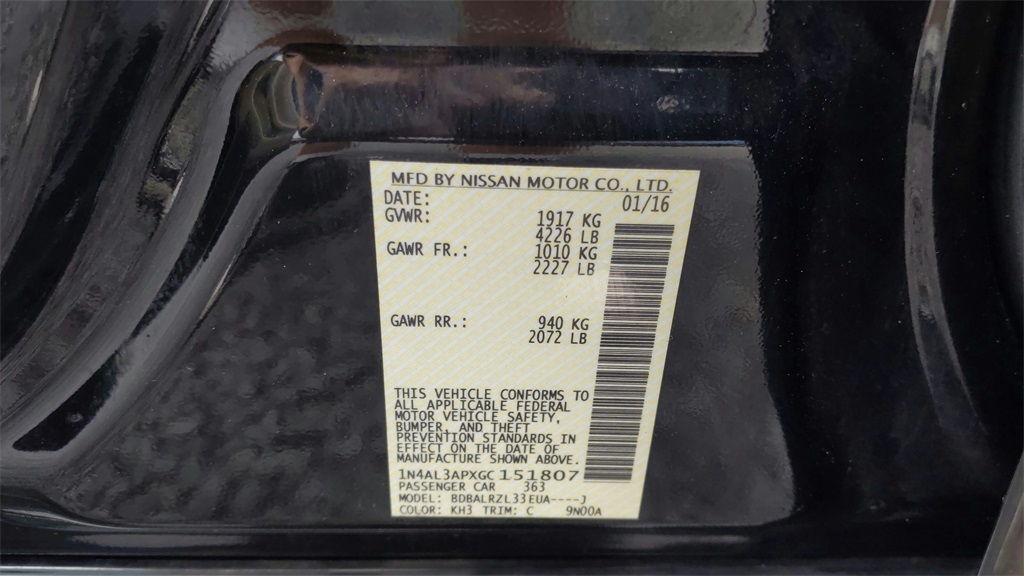 MFD BY NISSAN MOTOR CO., LTD.
DATE: 01/16
GVWR: 1917 KG
4226 LB
GAWR FR.: 1010 KG
2227 LB
GAWR RR.: 940 KG
2072 LB
THIS VEHICLE CONFORMS TO
ALL APPLICABLE FEDERAL
MOTOR VEHICLE SAFETY,
BUMPER, AND THEFT
PREVENTION STANDARDS IN
EFFECT ON THE DATE OF
MANUFACTURE SHOWN ABOVE.
1N4AL3APXGC151807
PASSENGER CAR 363
MODEL: BDBALRZL33EUA----J
COLOR: KH3 TRIM: C 9N00A